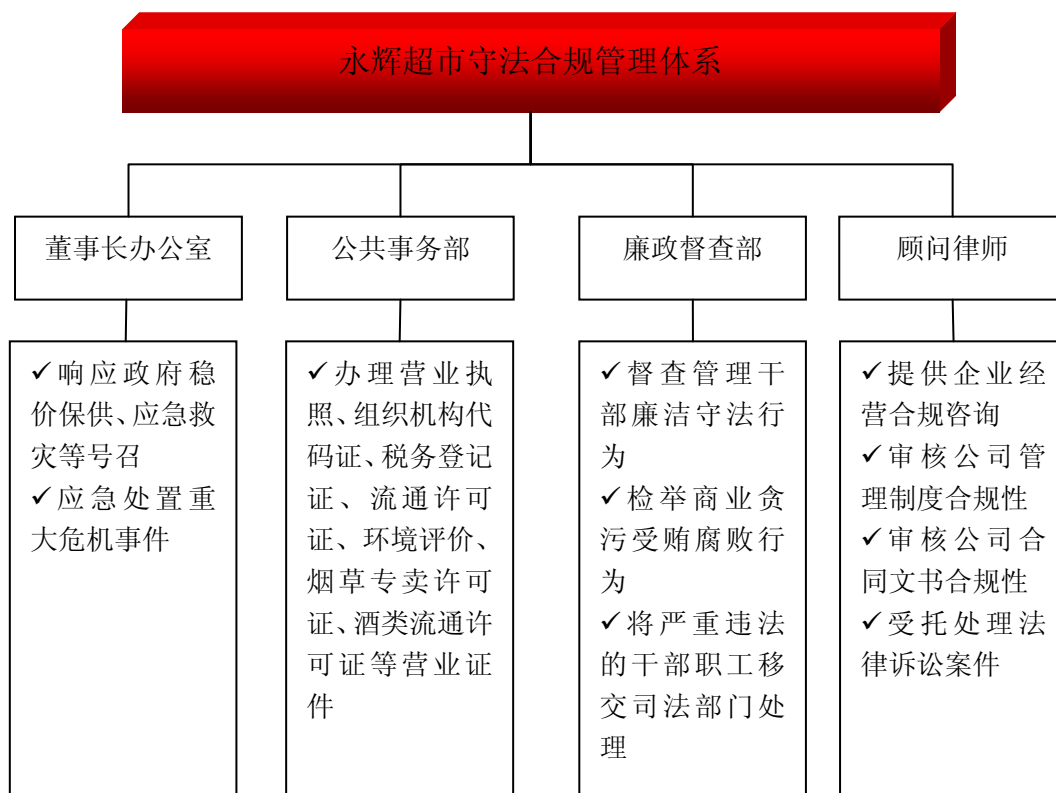 永辉超市守法合规管理体系
董事长办公室
✓响应政府稳
价保供、应急救
灾等号召
✓应急处置重
大危机事件
公共事务部
✓办理营业执
照、组织机构代
码证、税务登记
证、流通许可
证、环境评价、
烟草专卖许可
证、酒类流通许
可证等营业证
件
廉政督查部
✓督查管理干
部廉洁守法行
为
✓检举商业贪
污受贿腐败行
为
✓将严重违法
的干部职工移
交司法部门处
理
顾问律师
✓提供企业经
营合规咨询
✓审核公司管
理制度合规性
✓审核公司合
同文书合规性
✓受托处理法
律诉讼案件